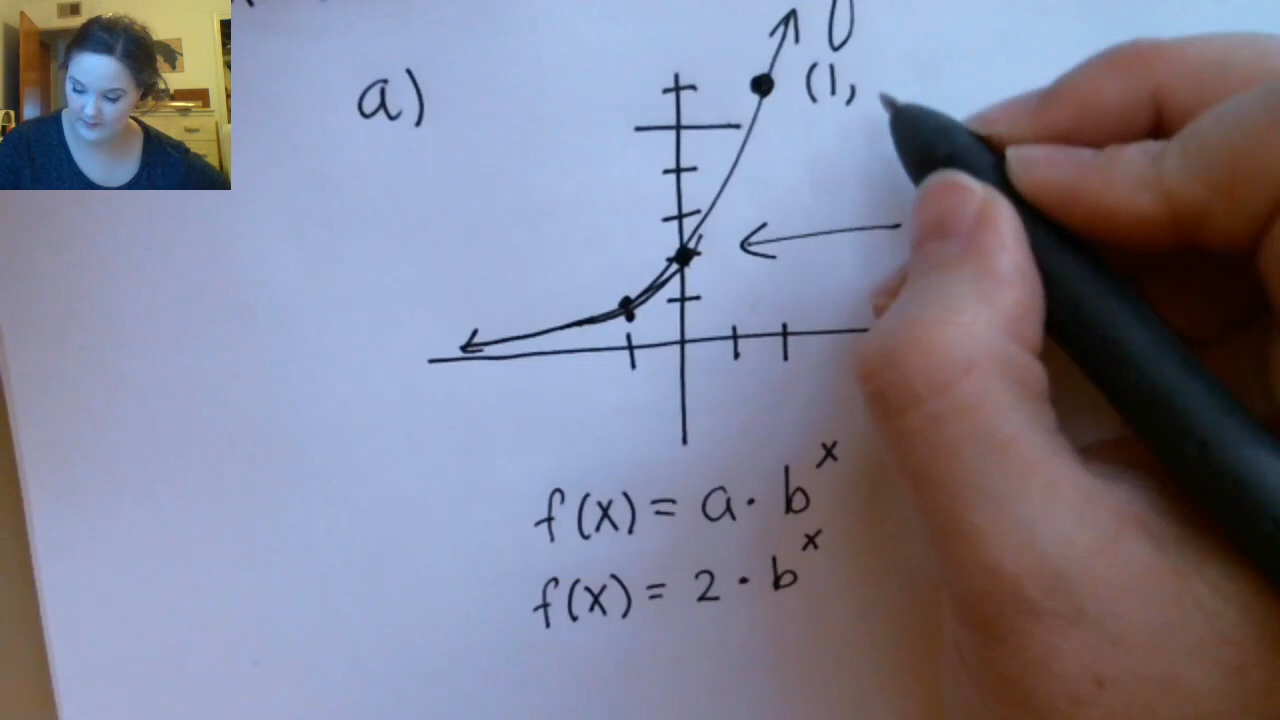 a)
(1,
f(x) = a · b^x
f(x) = 2 · b^x